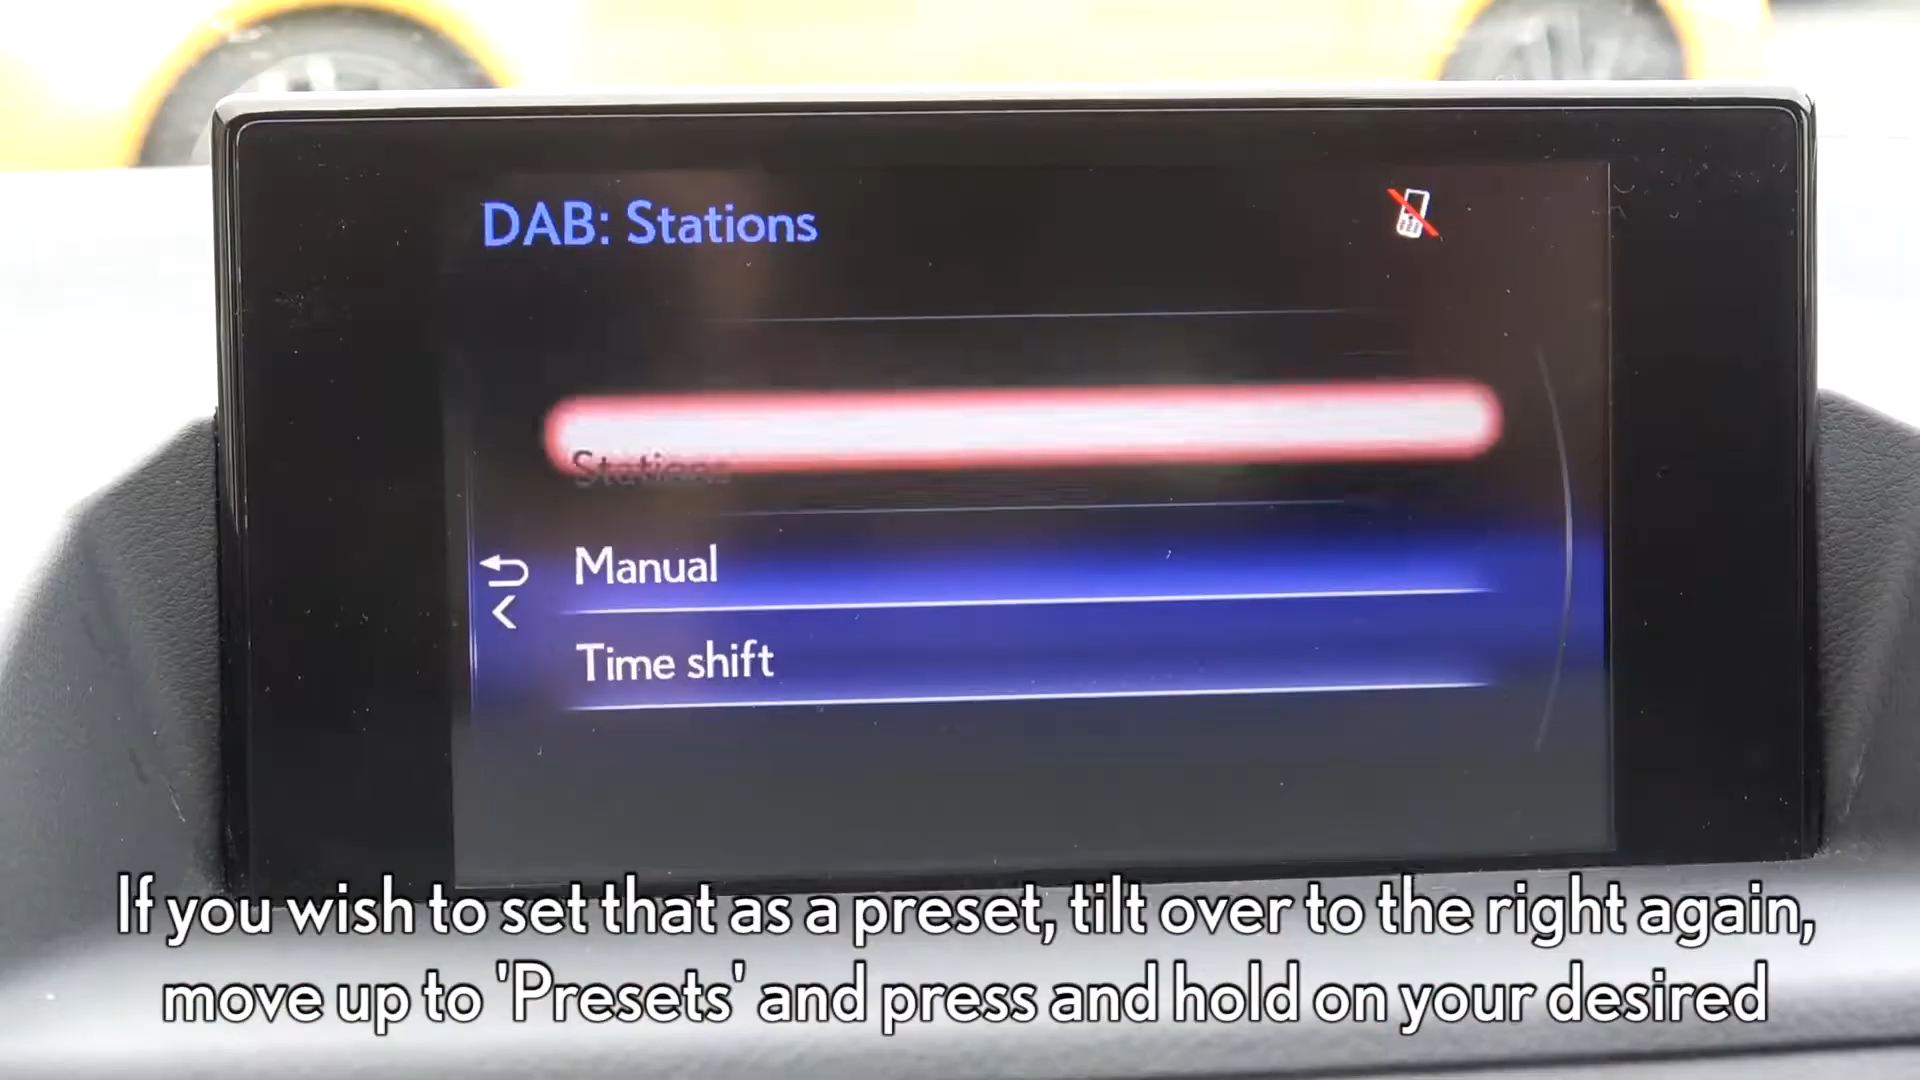 DAB: Stations
Stations
Manual
Time shift
If you wish to set that as a preset, tilt over to the right again,
move up to 'Presets' and press and hold on your desired